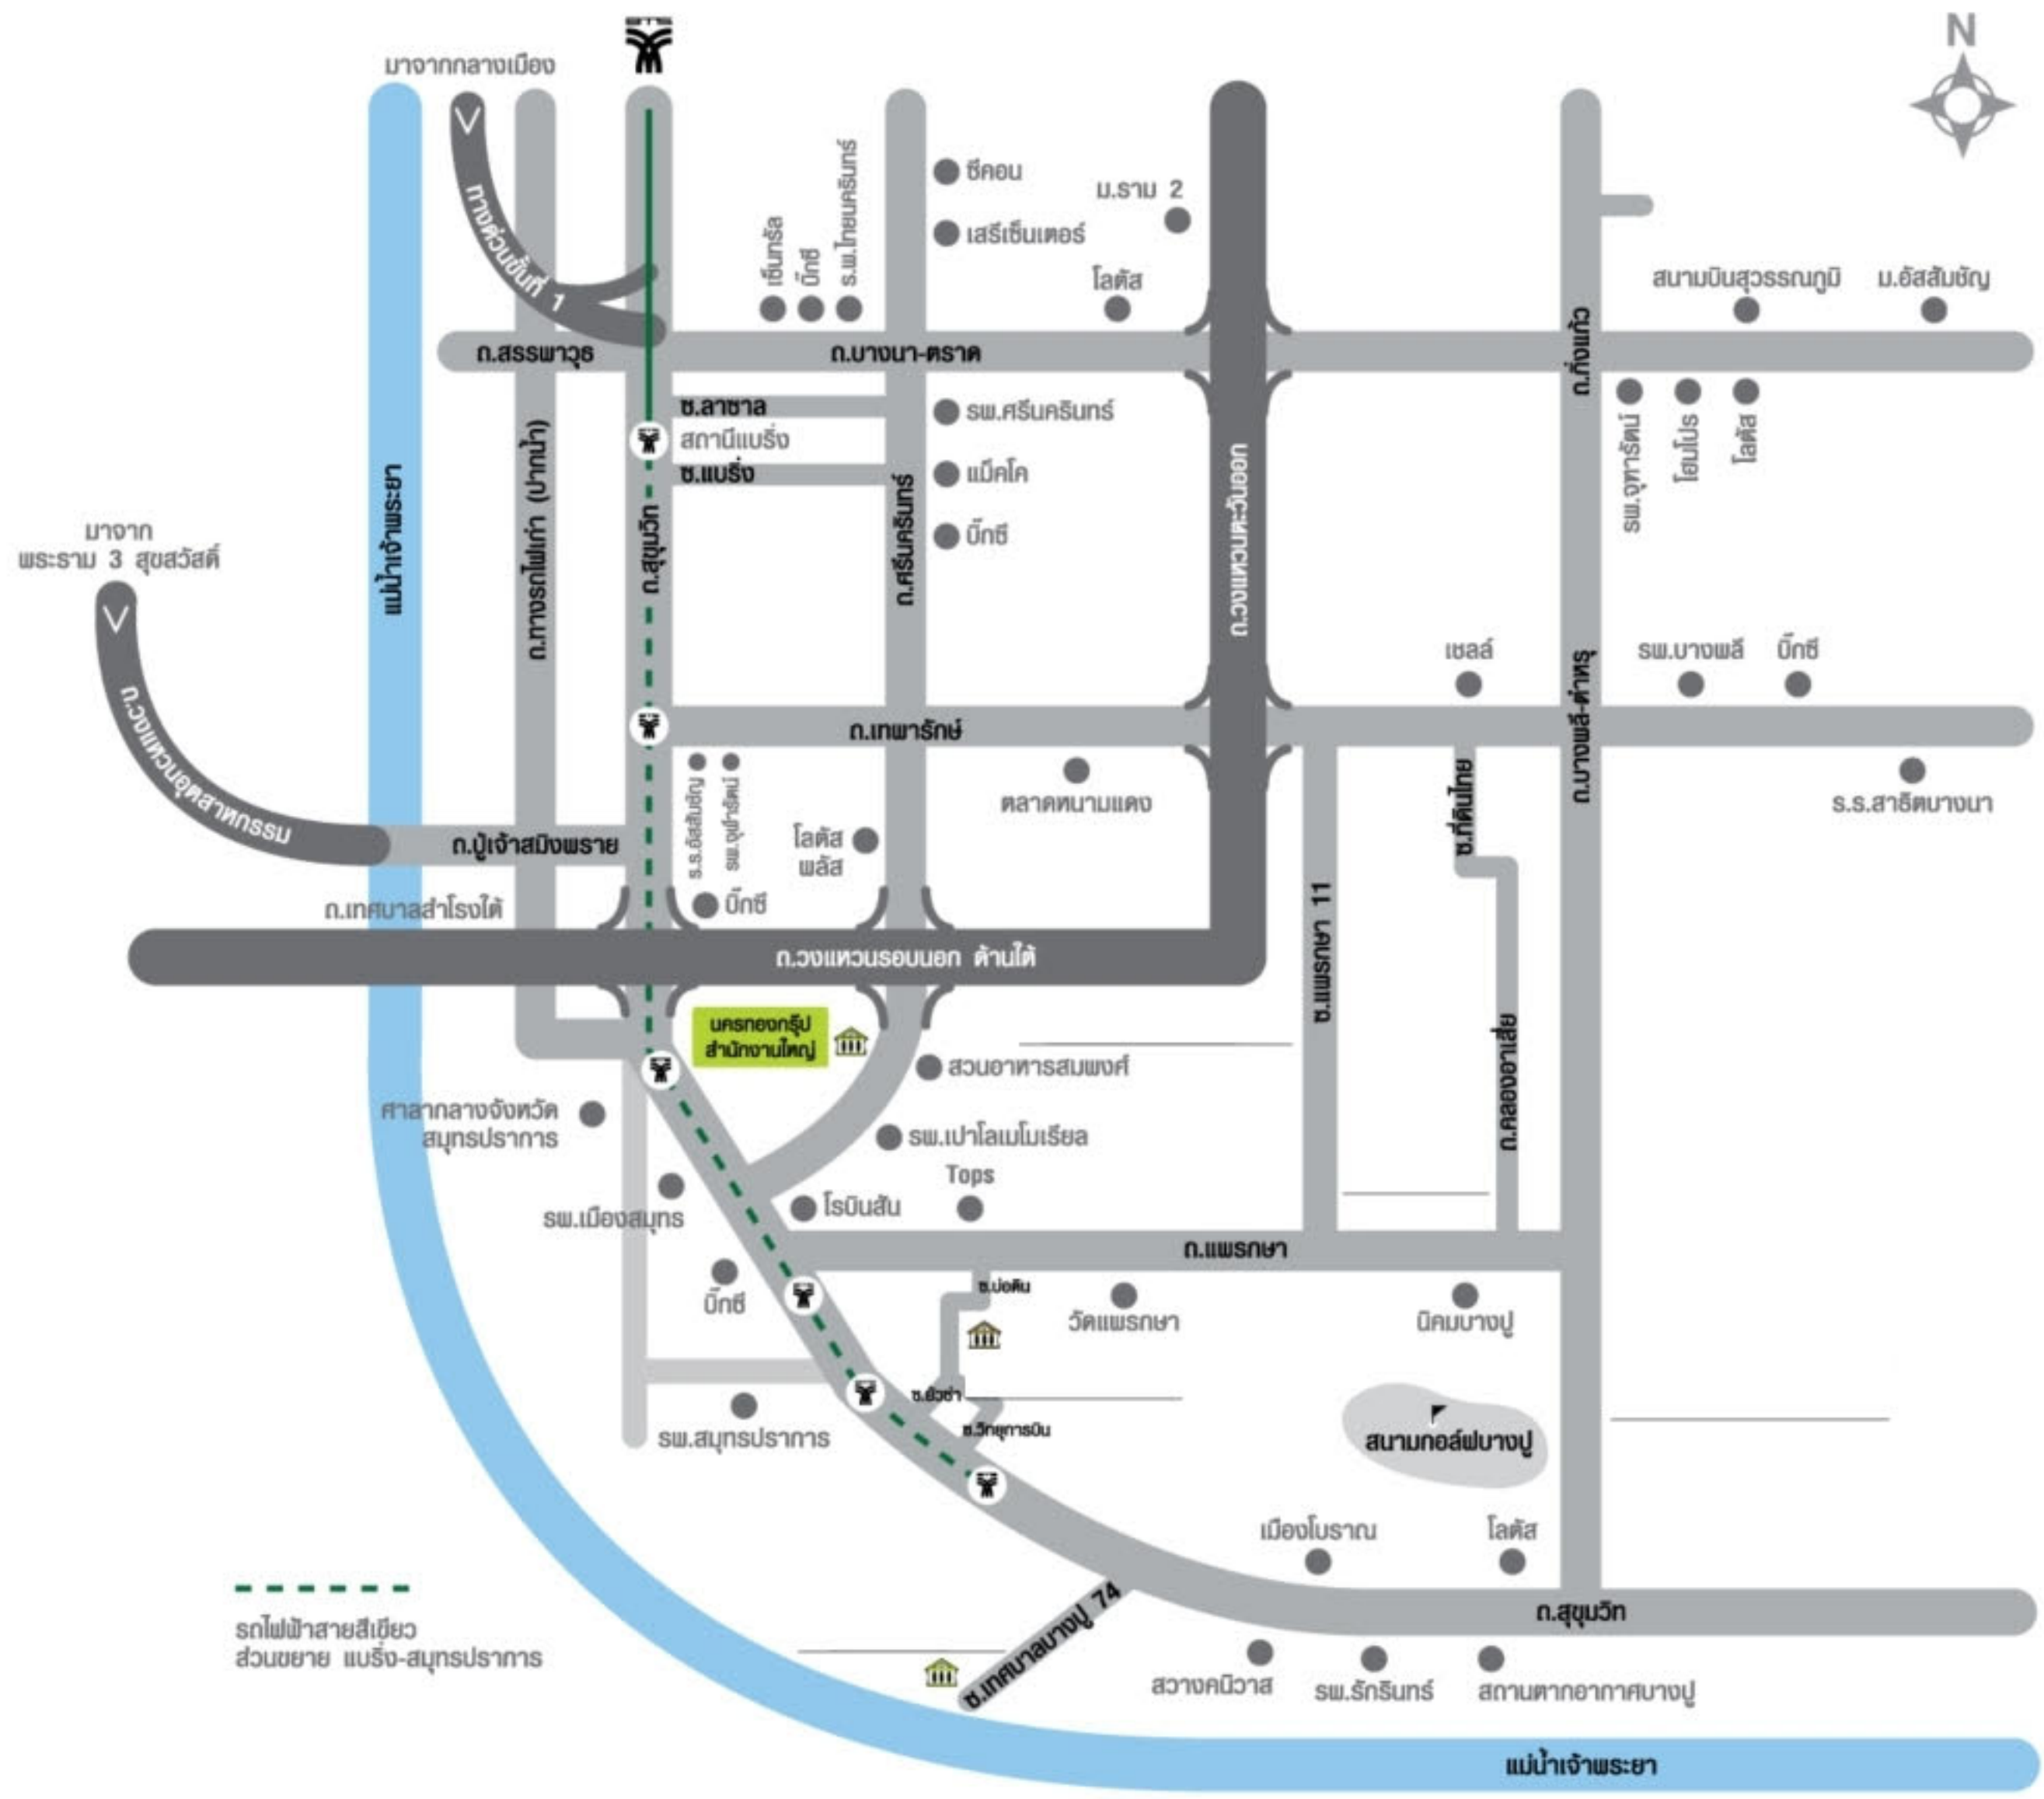 BTS
N
มาจากกลางเมือง
ทางด่วนขั้นที่ 1
เซ็นทรัล
บิ๊กซี
ร.พ.ไทยนครินทร์
ซีคอน
เสรีเซ็นเตอร์
ม.ราม 2
โลตัส
สนามบินสุวรรณภูมิ
ม.อัสสัมชัญ
ถ.สรรพาวุธ
ถ.บางนา-ตราด
ถ.กิ่งแก้ว
ซ.ลาซาล
สถานีแบริ่ง
ซ.แบริ่ง
รพ.ศรีนครินทร์
แม็คโค
บิ๊กซี
รพ.จุฬารัตน์
โฮมโปร
โลตัส
แม่น้ำเจ้าพระยา
ถ.ทางรถไฟเก่า (ปากน้ำ)
ถ.สุขุมวิท
ถ.ศรีนครินทร์
ถ.วงแหวนตะวันออก
มาจาก
พระราม 3 สุขสวัสดิ์
ถ.วงแหวนอุตสาหกรรม
เชลล์
รพ.บางพลี
บิ๊กซี
ถ.เทพารักษ์
ถ.บางพลี-ตำหรุ
ร.ร.อัสสัมชัญ
รพ.จุฬารัตน์
ตลาดหนามแดง
ซ.ที่ดินไทย
ร.ร.สาธิตบางนา
ถ.ปู่เจ้าสมิงพราย
โลตัส
พลัส
บิ๊กซี
ถ.เทศบาลสำโรงใต้
ถ.วงแหวนรอบนอก ด้านใต้
ซ.แพรกษา 11
ถ.คลองอาเสี่ย
นครทองกรุ๊ป
สำนักงานใหญ่
สวนอาหารสมพงศ์
ศาลากลางจังหวัด
สมุทรปราการ
รพ.เปาโลเมโมเรียล
Tops
รพ.เมืองสมุทร
โรบินสัน
ถ.แพรกษา
บิ๊กซี
ซ.บ่อดิน
วัดแพรกษา
นิคมบางปู
ซ.ยัวซ่า
ซ.วิทยุการบิน
รพ.สมุทรปราการ
สนามกอล์ฟบางปู
เมืองโบราณ
โลตัส
ซ.เทศบาลบางปู 74
ถ.สุขุมวิท
รถไฟฟ้าสายสีเขียว
ส่วนขยาย แบริ่ง-สมุทรปราการ
สวางคนิวาส
รพ.รักรินทร์
สถานตากอากาศบางปู
แม่น้ำเจ้าพระยา